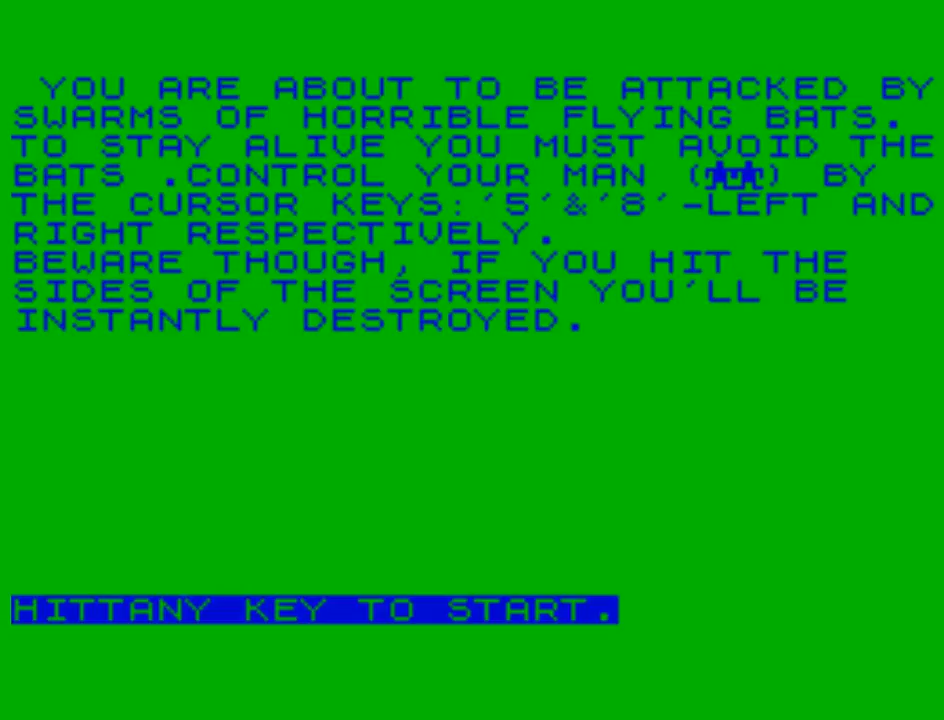 YOU ARE ABOUT TO BE ATTACKED BY
SWARMS OF HORRIBLE FLYING BATS.
TO STAY ALIVE YOU MUST AVOID THE
BATS .CONTROL YOUR MAN ( ) BY
THE CURSOR KEYS:'5'&'8'-LEFT AND
RIGHT RESPECTIVELY.
BEWARE THOUGH, IF YOU HIT THE
SIDES OF THE SCREEN YOU'LL BE
INSTANTLY DESTROYED.
HITTANY KEY TO START.